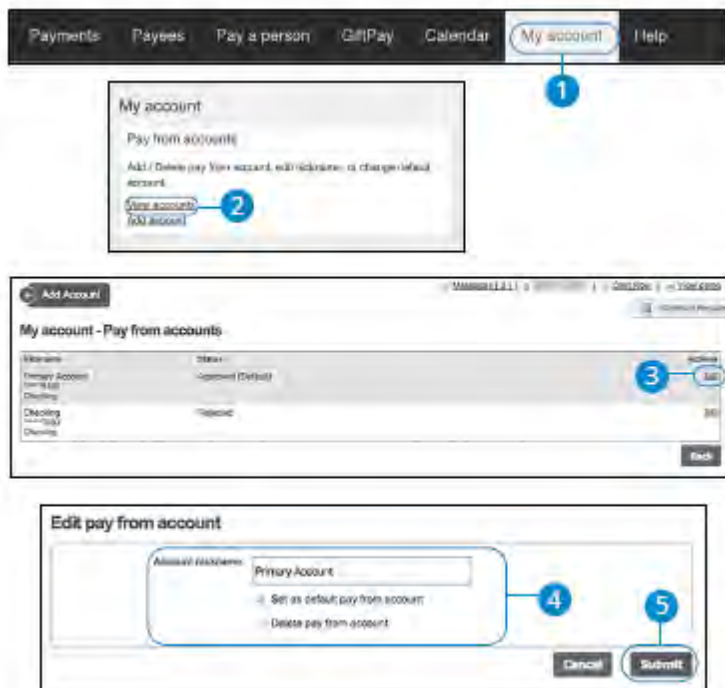 Payments Payees Pay a person GiftPay Calendar My account Help
1
My account
Pay from accounts
Add / Delete pay from account, edit nickname, or change default
account
View accounts
2
Add account
Add Account
My account - Pay from accounts
Nickname Status Actions
Primary Account Approved (Default) Edit
3
Checking
Checking Edit
Checking
Back
Edit pay from account
Account nickname
Primary Account
Set as default pay from account
4
Delete pay from account
5
Cancel Submit